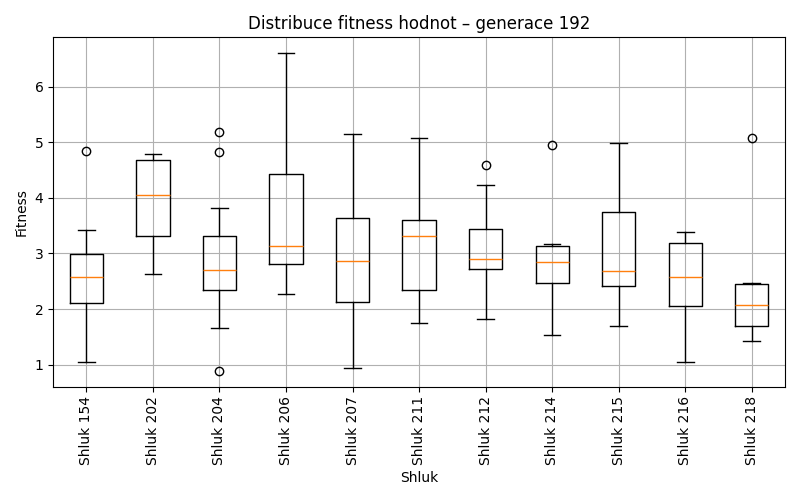 Distribuce fitness hodnot – generace 192
Fitness
6
5
4
3
2
1
Shluk 154
Shluk 202
Shluk 204
Shluk 206
Shluk 207
Shluk 211
Shluk 212
Shluk 214
Shluk 215
Shluk 216
Shluk 218
Shluk